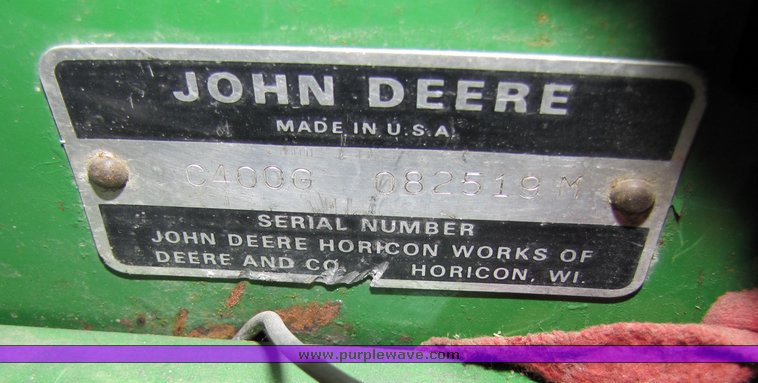 JOHN DEERE
MADE IN U.S.A.
C400G 082519 M
SERIAL NUMBER
JOHN DEERE HORICON WORKS OF
DEERE AND CO. HORICON, WI.
www.purplewave.com